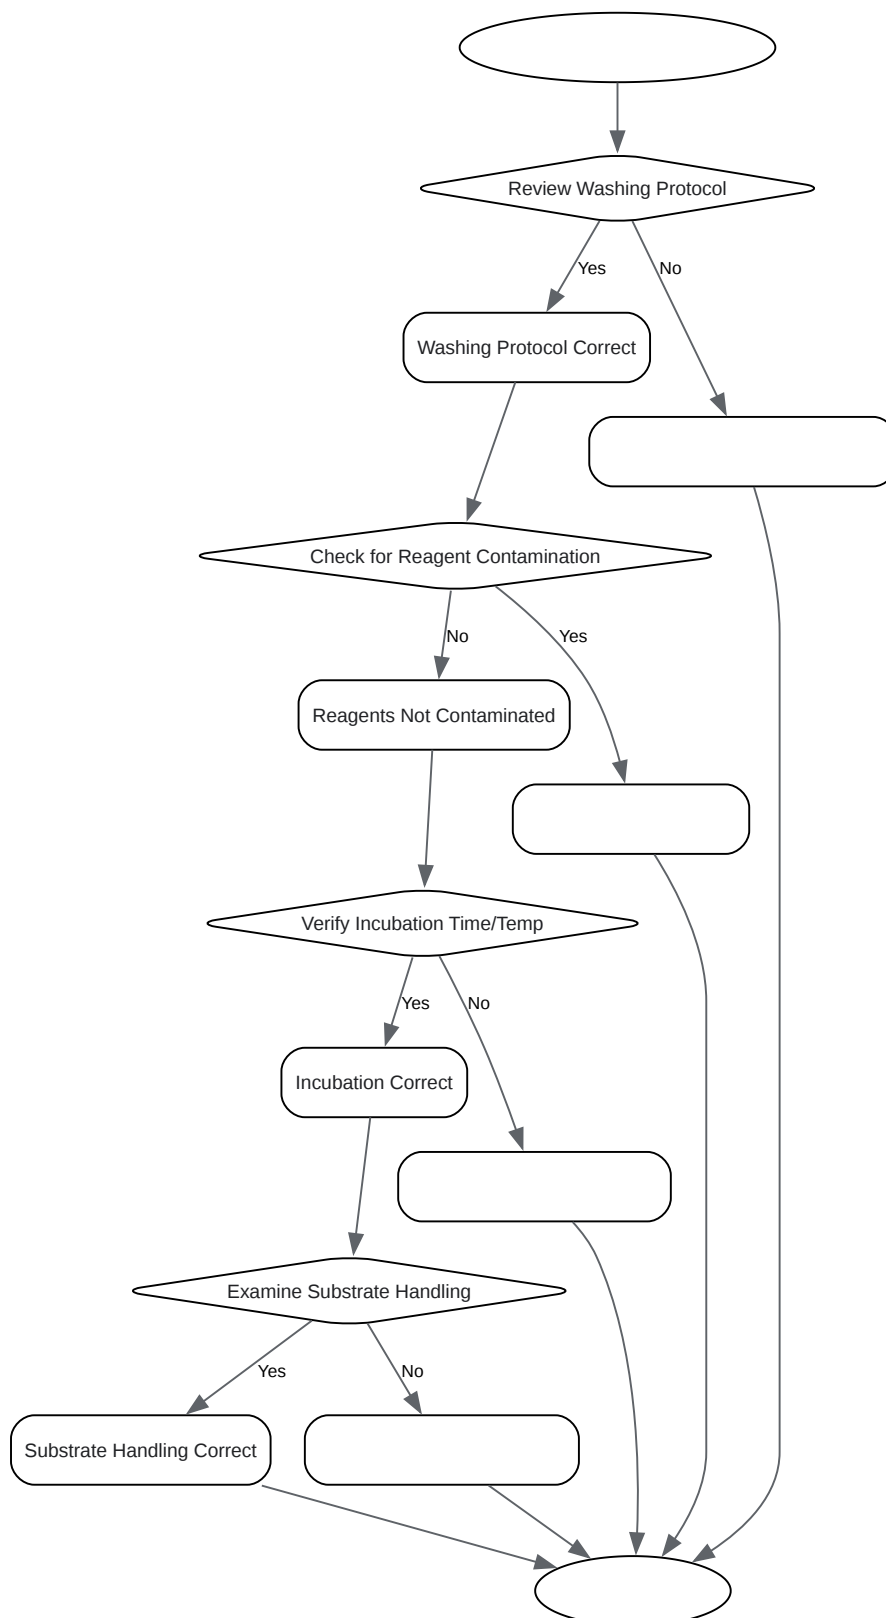 Review Washing Protocol
Yes
No
Washing Protocol Correct
Check for Reagent Contamination
No
Yes
Reagents Not Contaminated
Verify Incubation Time/Temp
Yes
No
Incubation Correct
Examine Substrate Handling
Yes
No
Substrate Handling Correct